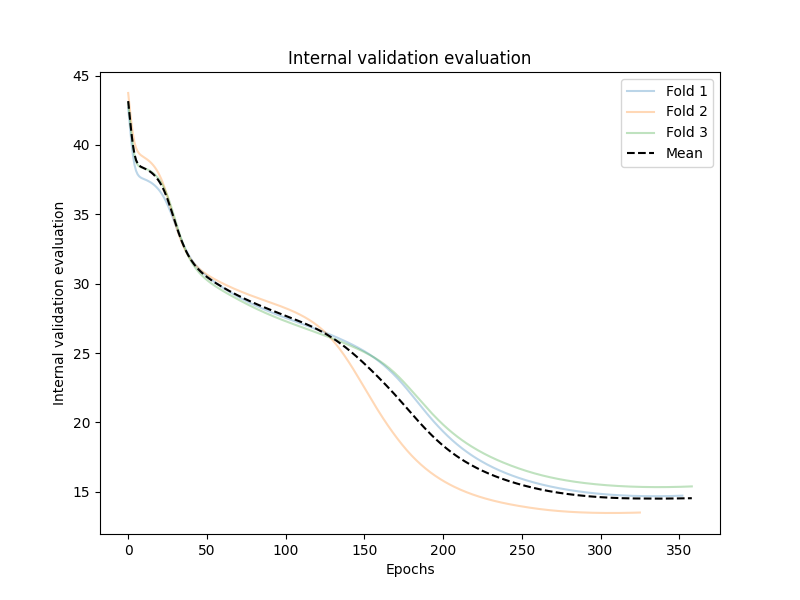 Internal validation evaluation
Fold 1
Fold 2
Fold 3
Mean
Internal validation evaluation
45
40
35
30
25
20
15
0 50 100 150 200 250 300 350
Epochs